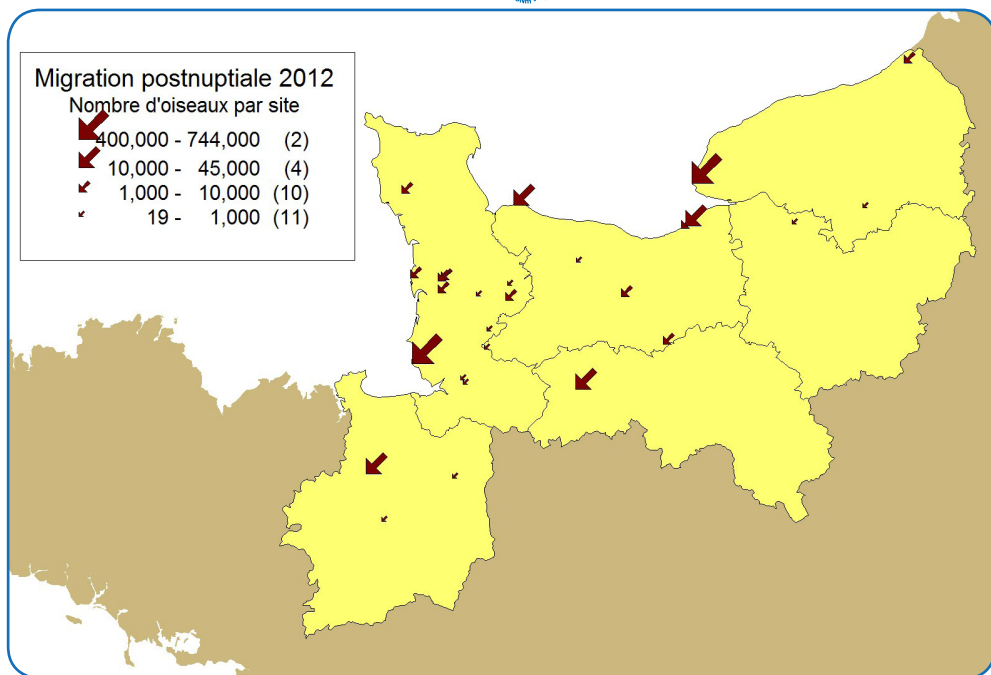 Migration postnuptiale 2012
Nombre d'oiseaux par site
400,000 - 744,000 (2)
10,000 - 45,000 (4)
1,000 - 10,000 (10)
19 - 1,000 (11)